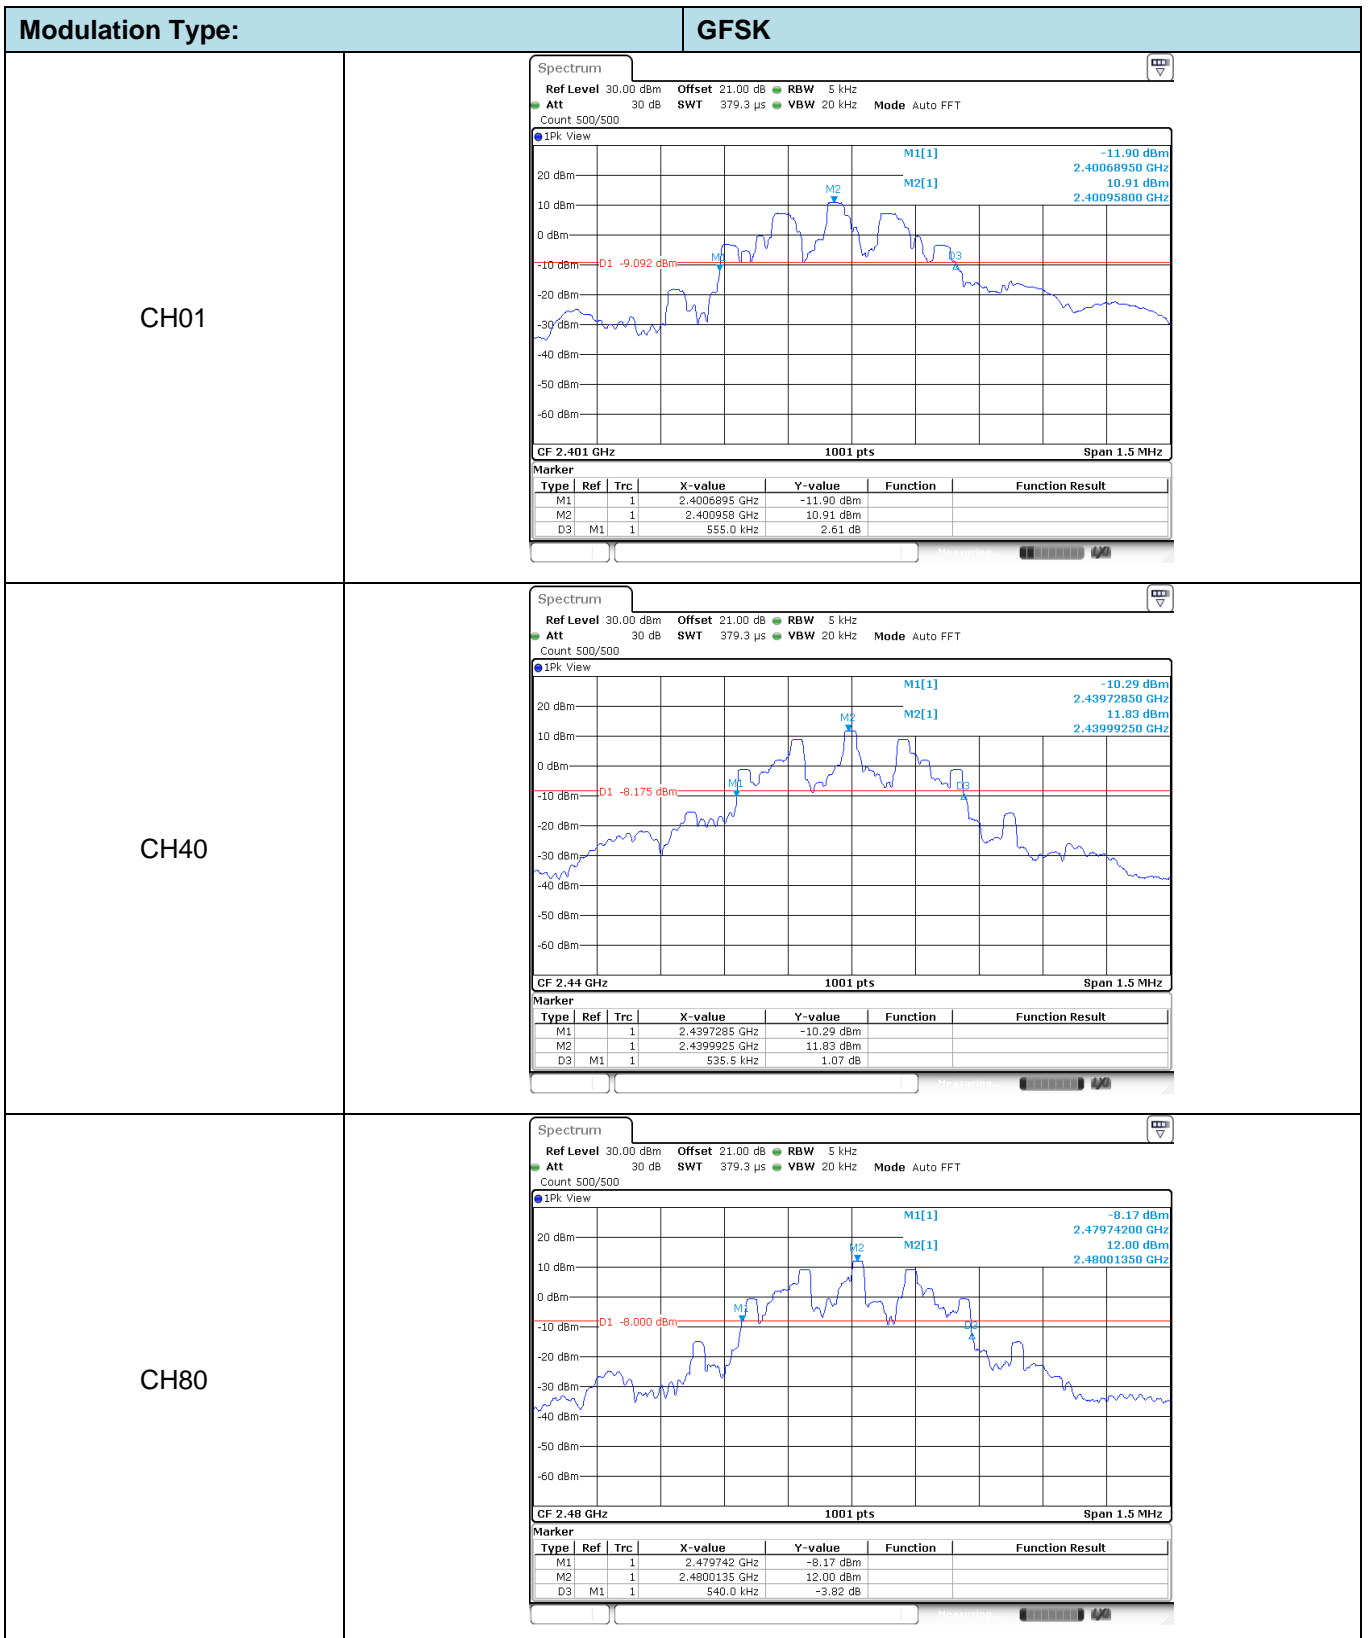 Modulation Type: GFSK
CH01
Spectrum
Ref Level 30.00 dBm Offset 21.00 dB RBW 5 kHz
Att 30 dB SWT 379.3 µs VBW 20 kHz Mode Auto FFT
Count 500/500
1Pk View
M1[1] -11.90 dBm
2.40068950 GHz
20 dBm
M2[1] 10.91 dBm
2.40095800 GHz
M2
10 dBm
0 dBm
M1
D3
-10 dBm
D1 -9.092 dBm
-20 dBm
-30 dBm
-40 dBm
-50 dBm
-60 dBm
CF 2.401 GHz 1001 pts Span 1.5 MHz
Marker
Type Ref Trc X-value Y-value Function Function Result
M1 1 2.4006895 GHz -11.90 dBm
M2 1 2.400958 GHz 10.91 dBm
D3 M1 1 555.0 kHz 2.61 dB
Measuring...
CH40
Spectrum
Ref Level 30.00 dBm Offset 21.00 dB RBW 5 kHz
Att 30 dB SWT 379.3 µs VBW 20 kHz Mode Auto FFT
Count 500/500
1Pk View
M1[1] -10.29 dBm
2.43972850 GHz
20 dBm
M2[1] 11.83 dBm
2.43999250 GHz
M2
10 dBm
0 dBm
M1
D3
-10 dBm
D1 -8.175 dBm
-20 dBm
-30 dBm
-40 dBm
-50 dBm
-60 dBm
CF 2.44 GHz 1001 pts Span 1.5 MHz
Marker
Type Ref Trc X-value Y-value Function Function Result
M1 1 2.4397285 GHz -10.29 dBm
M2 1 2.4399925 GHz 11.83 dBm
D3 M1 1 535.5 kHz 1.07 dB
Measuring...
CH80
Spectrum
Ref Level 30.00 dBm Offset 21.00 dB RBW 5 kHz
Att 30 dB SWT 379.3 µs VBW 20 kHz Mode Auto FFT
Count 500/500
1Pk View
M1[1] -8.17 dBm
2.47974200 GHz
20 dBm
M2[1] 12.00 dBm
2.48001350 GHz
M2
10 dBm
0 dBm
M1
D3
-10 dBm
D1 -8.000 dBm
-20 dBm
-30 dBm
-40 dBm
-50 dBm
-60 dBm
CF 2.48 GHz 1001 pts Span 1.5 MHz
Marker
Type Ref Trc X-value Y-value Function Function Result
M1 1 2.479742 GHz -8.17 dBm
M2 1 2.4800135 GHz 12.00 dBm
D3 M1 1 540.0 kHz -3.82 dB
Measuring...